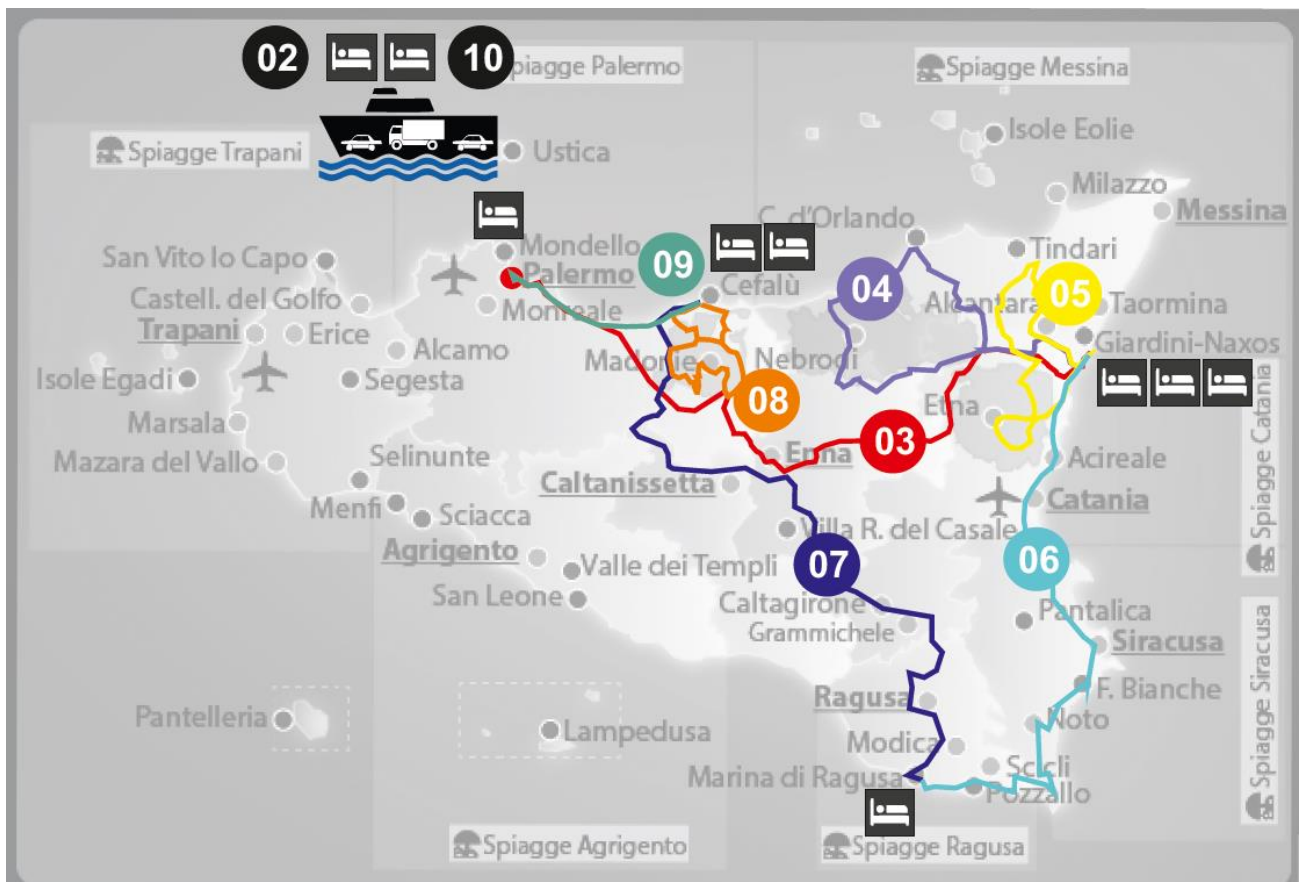 02
10
Spiagge Palermo
Spiagge Messina
Isole Eolie
Spiagge Trapani
Ustica
Milazzo
C. d'Orlando
Messina
Mondello
09
Tindari
San Vito lo Capo
Palermo
Cefalù
04
05
Castell. del Golfo
Monreale
Alcantara
Taormina
Trapani
Erice
Alcamo
Madonie
Nebrodi
Giardini-Naxos
Isole Egadi
Segesta
08
Etna
Marsala
03
Spiagge Catania
Mazara del Vallo
Selinunte
Enna
Acireale
Caltanissetta
Menfi
Sciacca
Catania
Villa R. del Casale
Agrigento
Valle dei Templi
07
06
San Leone
Caltagirone
Pantalica
Grammichele
Siracusa
Spiagge Siracusa
Ragusa
F. Bianche
Pantelleria
Lampedusa
Noto
Modica
Scicli
Marina di Ragusa
Pozzallo
Spiagge Agrigento
Spiagge Ragusa